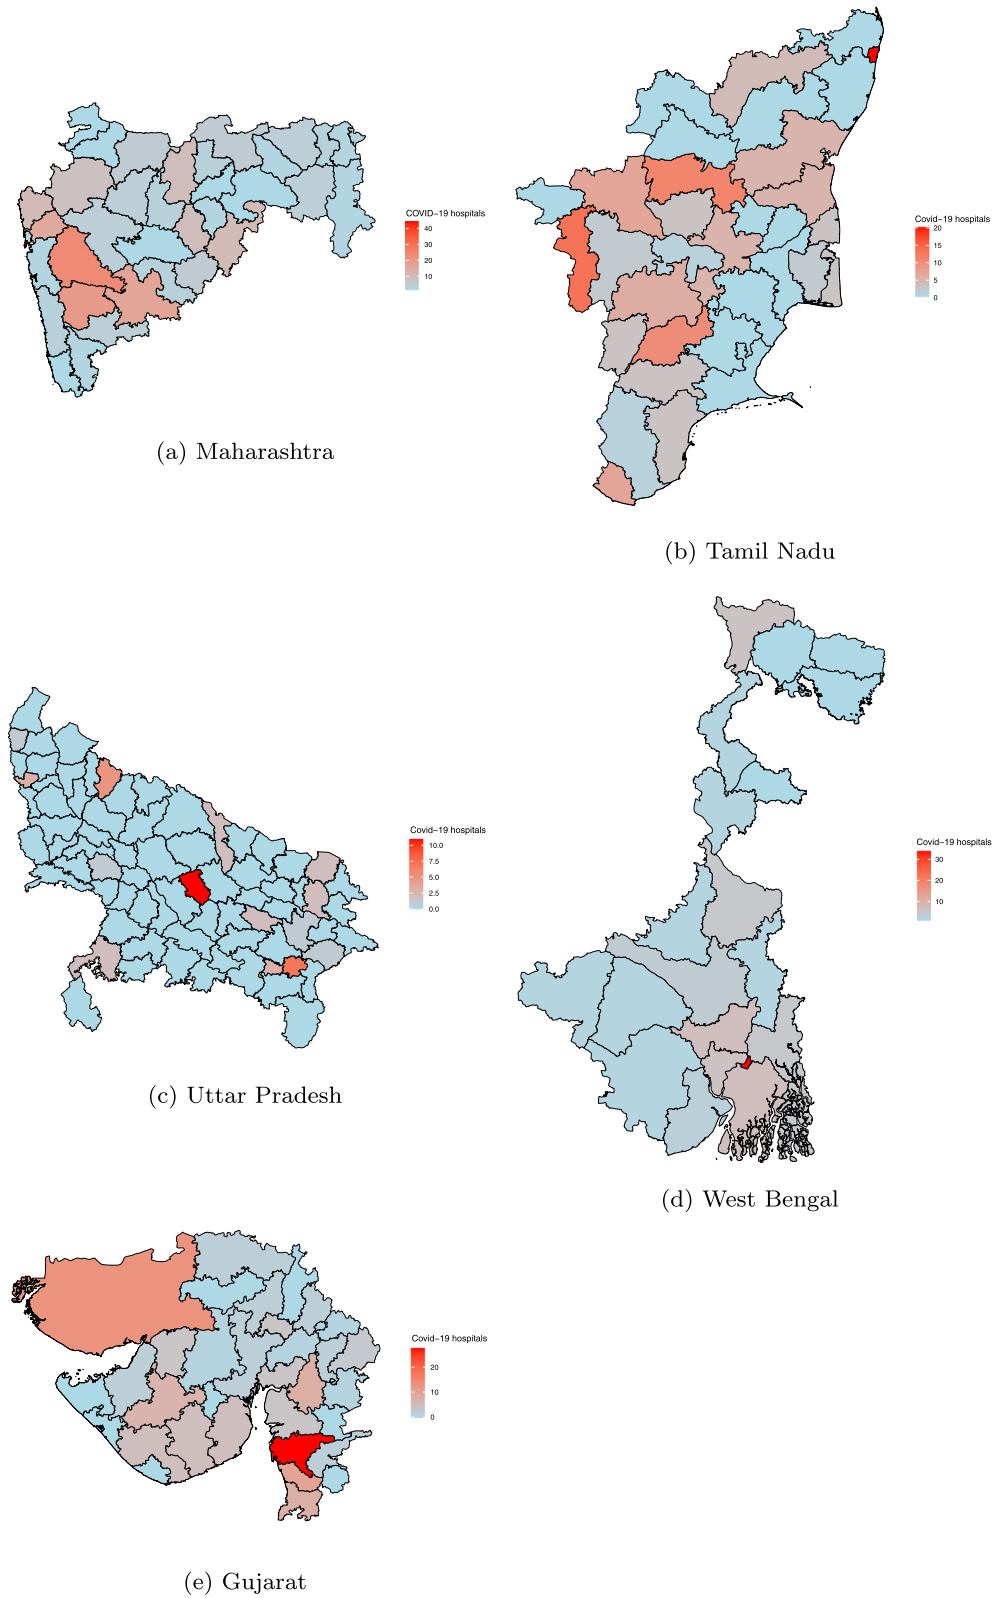 COVID-19 hospitals
40
30
20
10
(a) Maharashtra
Covid-19 hospitals
20
15
10
5
0
(b) Tamil Nadu
Covid-19 hospitals
10.0
7.5
5.0
2.5
0.0
(c) Uttar Pradesh
Covid-19 hospitals
30
20
10
(d) West Bengal
Covid-19 hospitals
20
10
0
(e) Gujarat